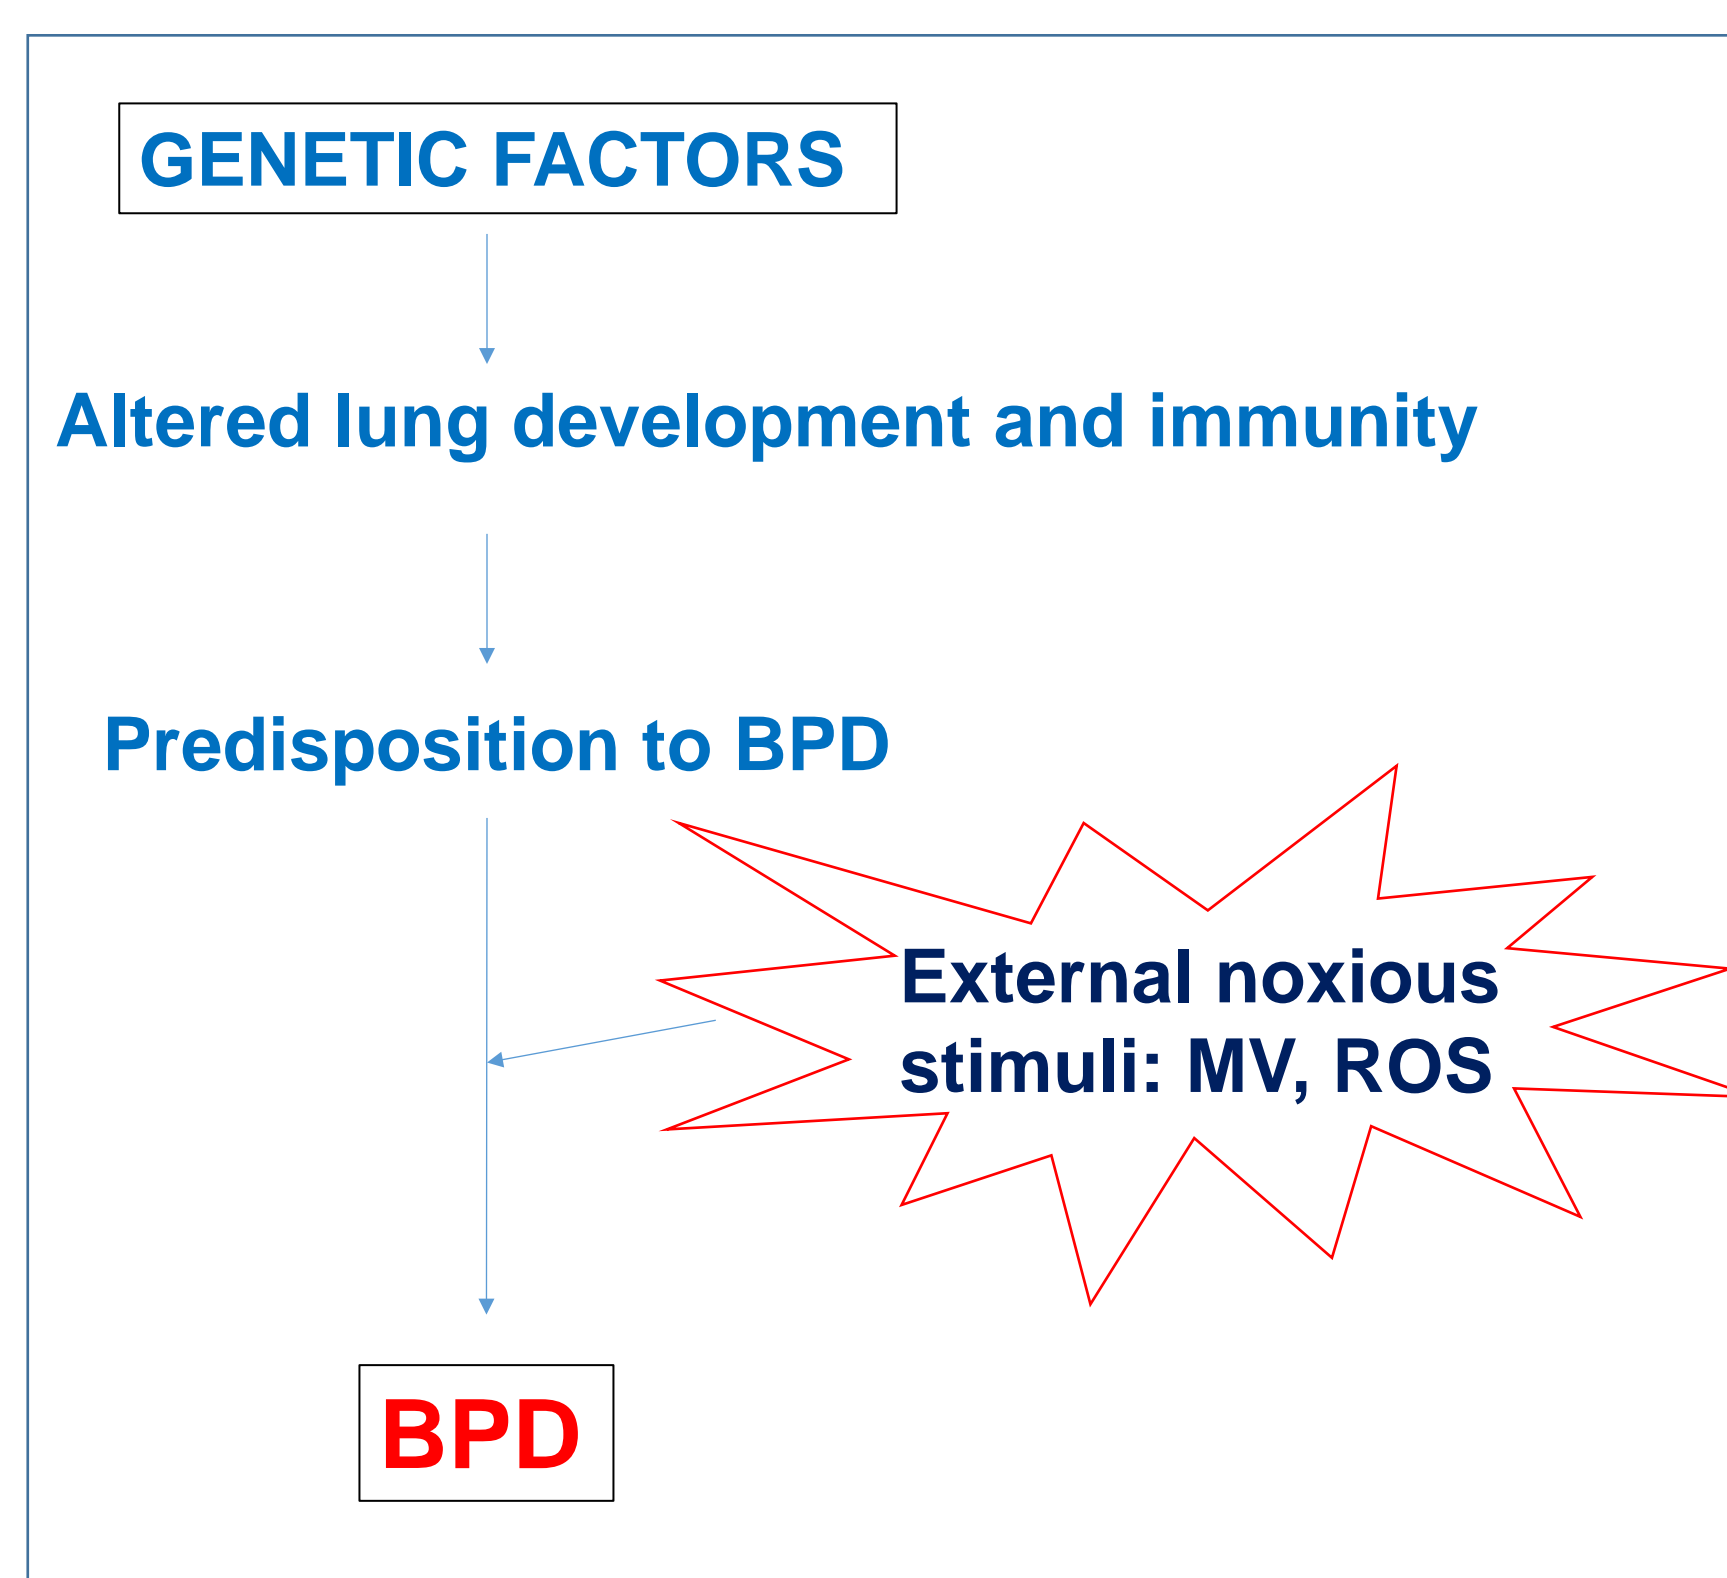 GENETIC FACTORS
Altered lung development and immunity
Predisposition to BPD
External noxious
stimuli: MV, ROS
BPD